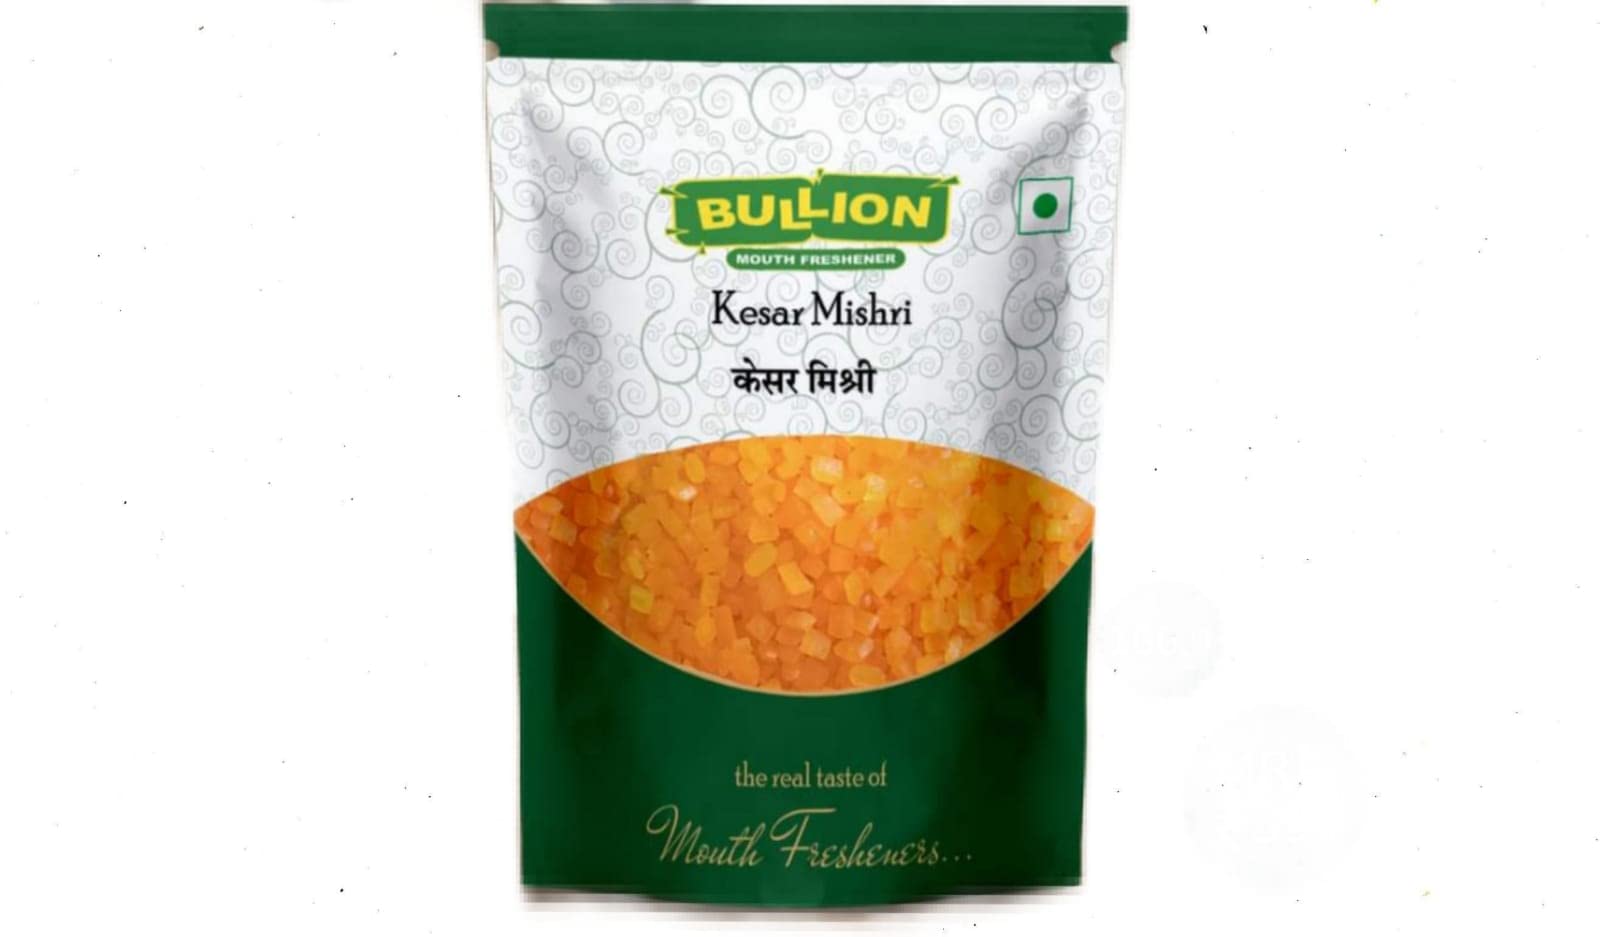 BULLION
MOUTH FRESHENER
Kesar Mishri
केसर मिश्री
the real taste of
Mouth Fresheners...